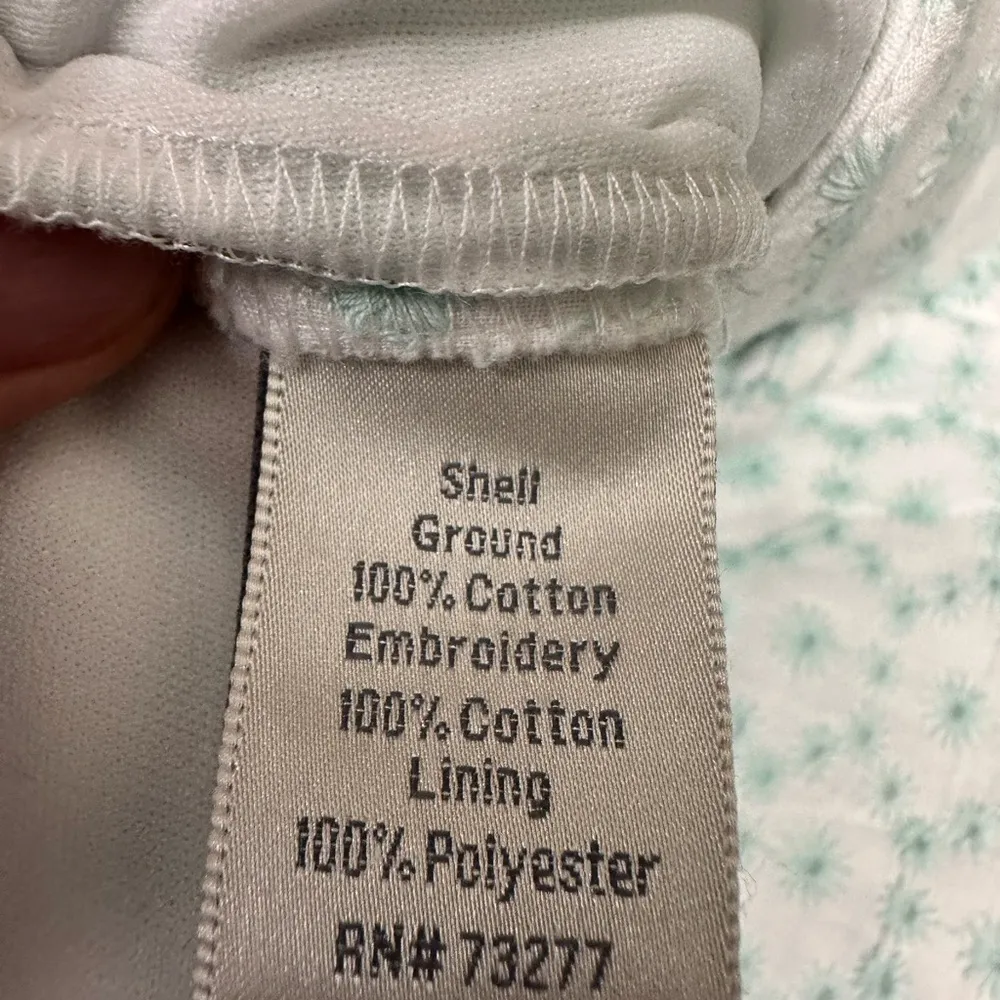 Shell
Ground
100% Cotton
Embroidery
100% Cotton
Lining
100% Polyester
RN# 73277